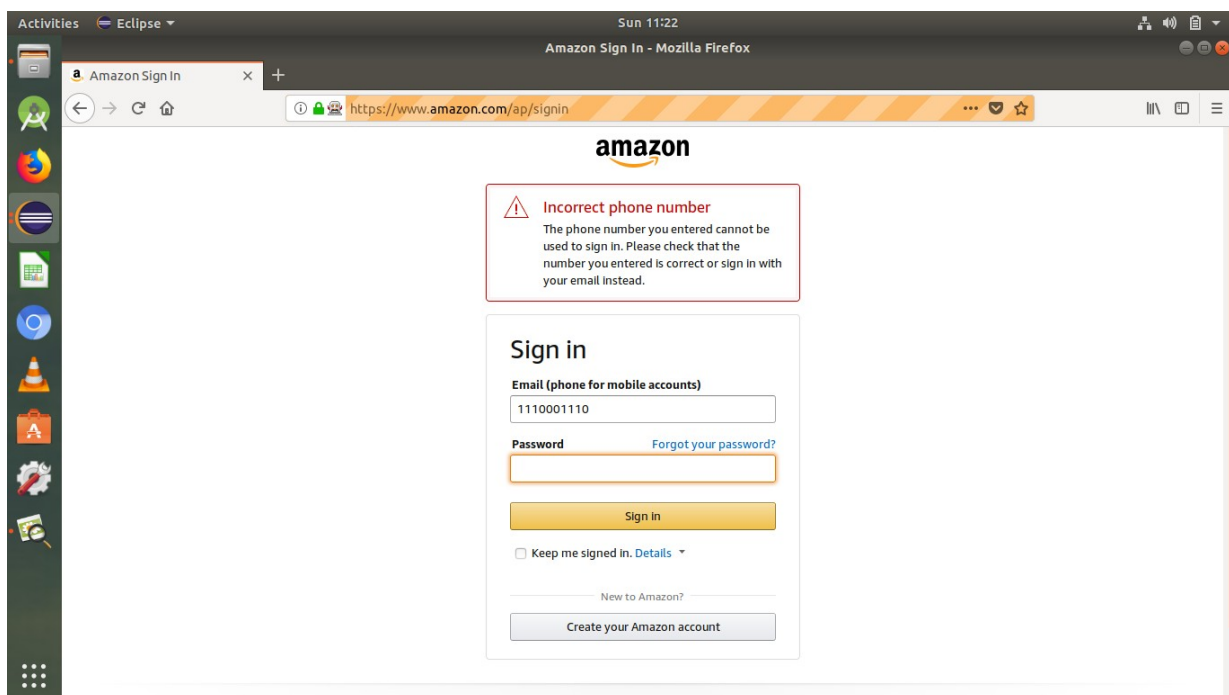 Activities Eclipse Sun 11:22
Amazon Sign In - Mozilla Firefox
a Amazon Sign In
https://www.amazon.com/ap/signin
amazon
Incorrect phone number
The phone number you entered cannot be
used to sign in. Please check that the
number you entered is correct or sign in with
your email instead.
Sign in
Email (phone for mobile accounts)
1110001110
Password Forgot your password?
Sign in
Keep me signed in. Details
New to Amazon?
Create your Amazon account